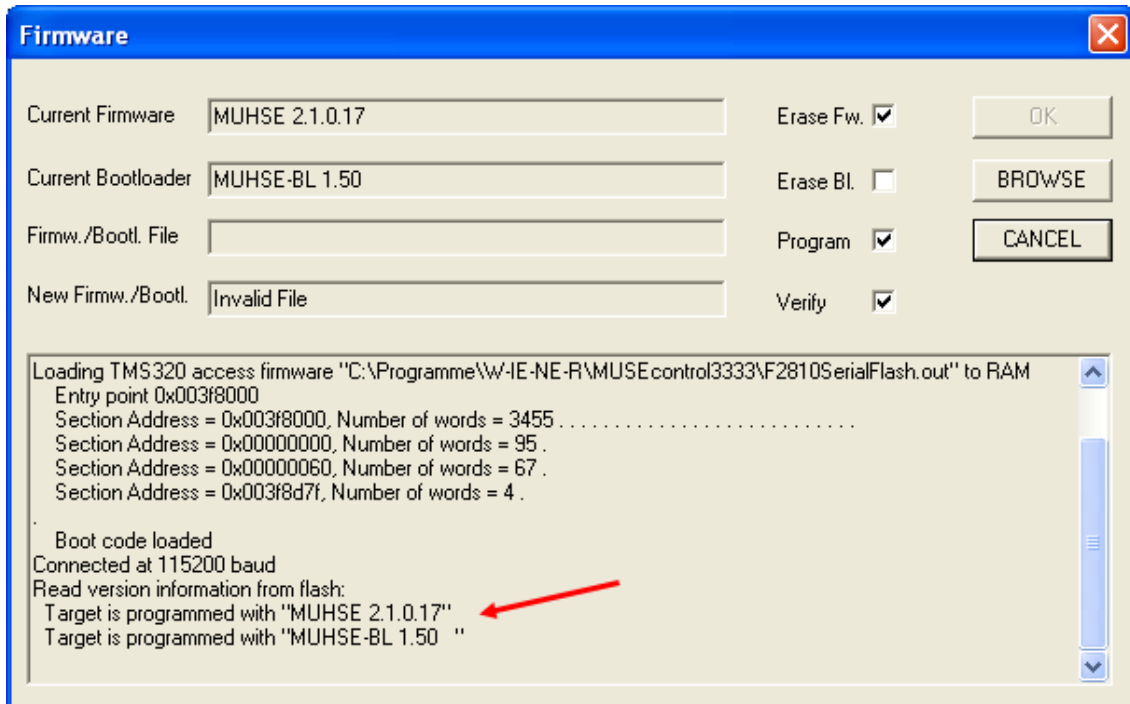 Firmware
Current Firmware MUHSE 2.1.0.17 Erase Fw. OK
Current Bootloader MUHSE-BL 1.50 Erase Bl. BROWSE
Firmw./Bootl. File Program CANCEL
New Firmw./Bootl. Invalid File Verify
Loading TMS320 access firmware "C:\Programme\W-IE-NE-R\MUSEcontrol3333\F2810SerialFlash.out" to RAM
Entry point 0x003f8000
Section Address = 0x003f8000, Number of words = 3455 . . . . . . . . . . . . . . . . . . . . . . . . . . .
Section Address = 0x00000000, Number of words = 95 .
Section Address = 0x00000060, Number of words = 67 .
Section Address = 0x003f8d7f, Number of words = 4 .
.
Boot code loaded
Connected at 115200 baud
Read version information from flash:
Target is programmed with "MUHSE 2.1.0.17"
Target is programmed with "MUHSE-BL 1.50   "